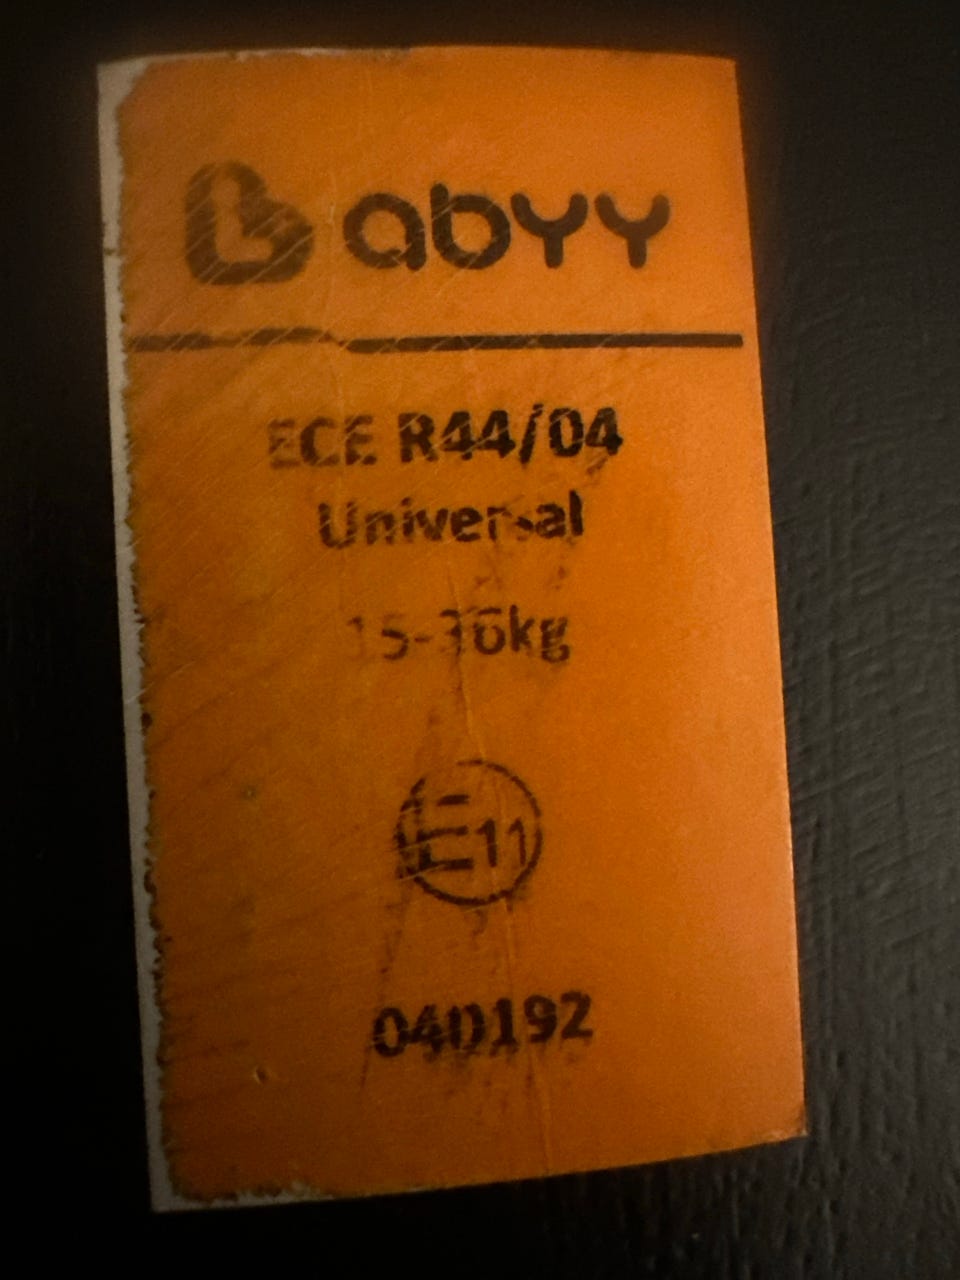 Babyy
ECE R44/04
Universal
15-36kg
E11
040192